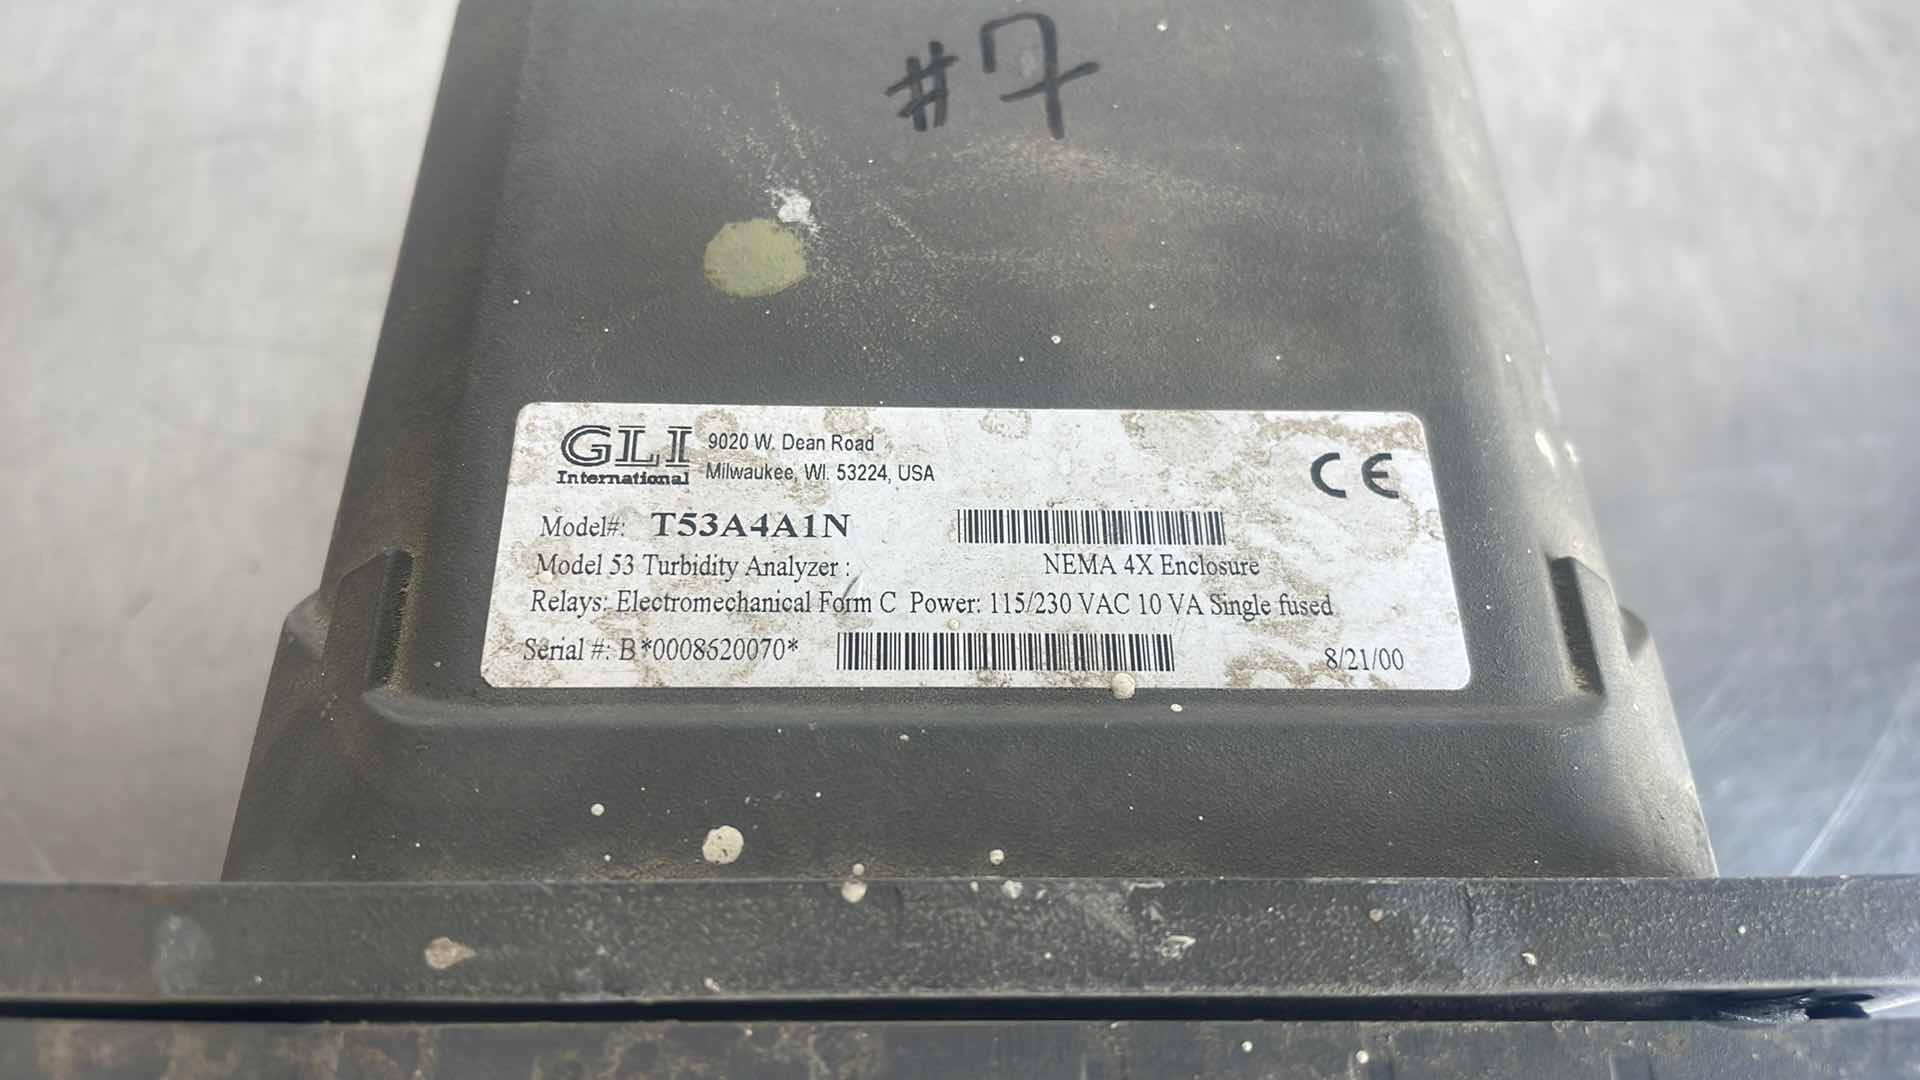 #7
GLI
International
9020 W. Dean Road
Milwaukee, WI. 53224, USA
CE
Model#: T53A4A1N
Model 53 Turbidity Analyzer : NEMA 4X Enclosure
Relays: Electromechanical Form C Power: 115/230 VAC 10 VA Single fused
Serial #: B*0008620070* 8/21/00